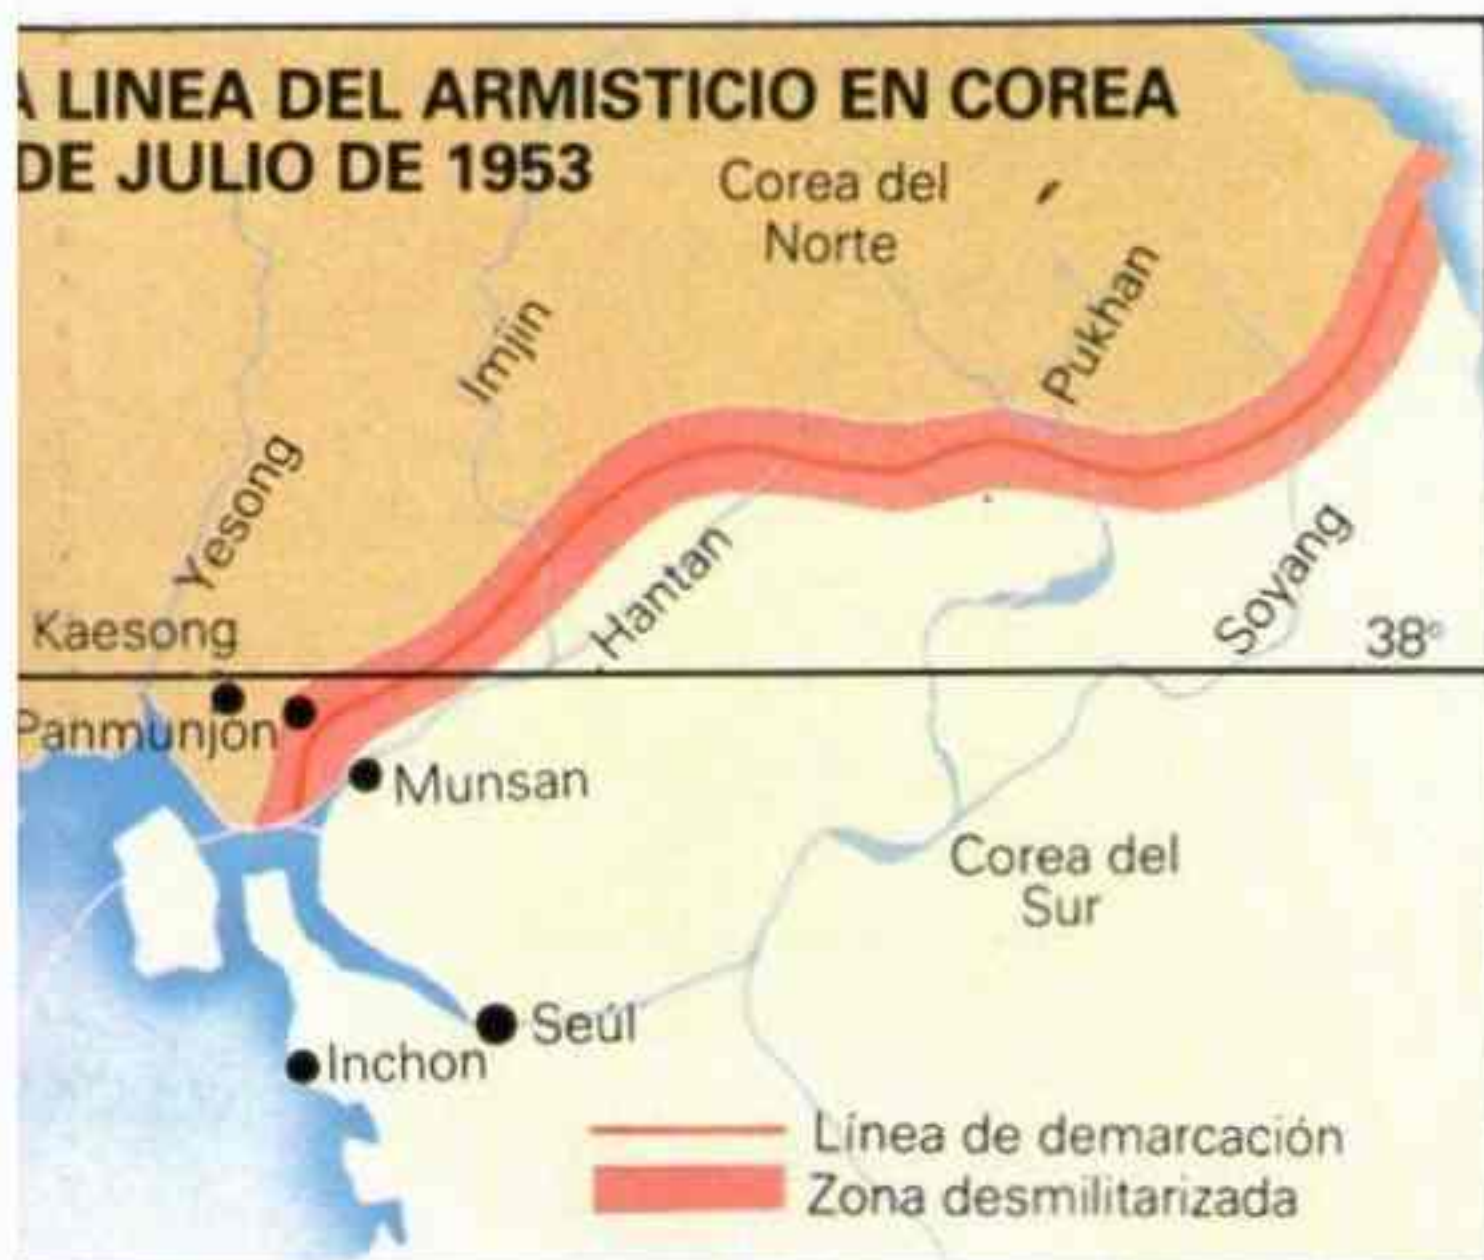 A LINEA DEL ARMISTICIO EN COREA
DE JULIO DE 1953
Corea del
Norte
Pukhan
Imjin
Yesong
Hantan
Soyang
38°
Kaesong
Panmunjon
Munsan
Corea del
Sur
Seúl
Inchon
Línea de demarcación
Zona desmilitarizada